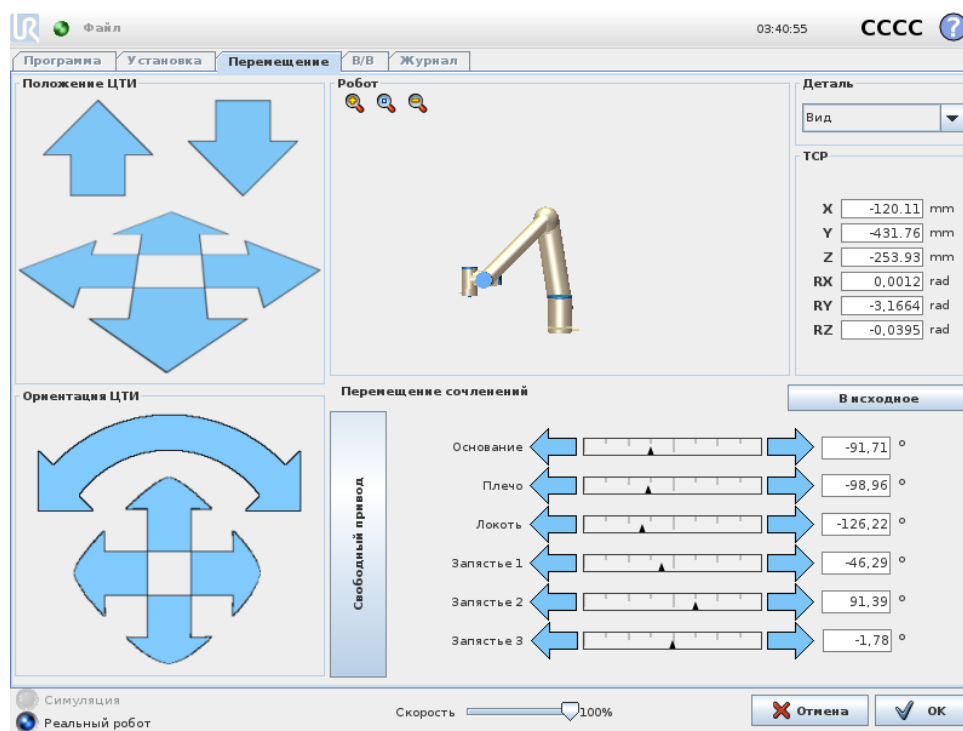 UR Файл 03:40:55 CCCC ?
Программа Установка Перемещение В/В Журнал
Положение ЦТИ
Робот
Деталь
Вид
TCP
X -120.11 mm
Y -431.76 mm
Z -253.93 mm
RX 0,0012 rad
RY -3,1664 rad
RZ -0,0395 rad
Ориентация ЦТИ
Перемещение сочленений
В исходное
Свободный привод
Основание -91,71 °
Плечо -98,96 °
Локоть -126,22 °
Запястье 1 -46,29 °
Запястье 2 91,39 °
Запястье 3 -1,78 °
Симуляция
Реальный робот
Скорость 100%
Отмена
OK